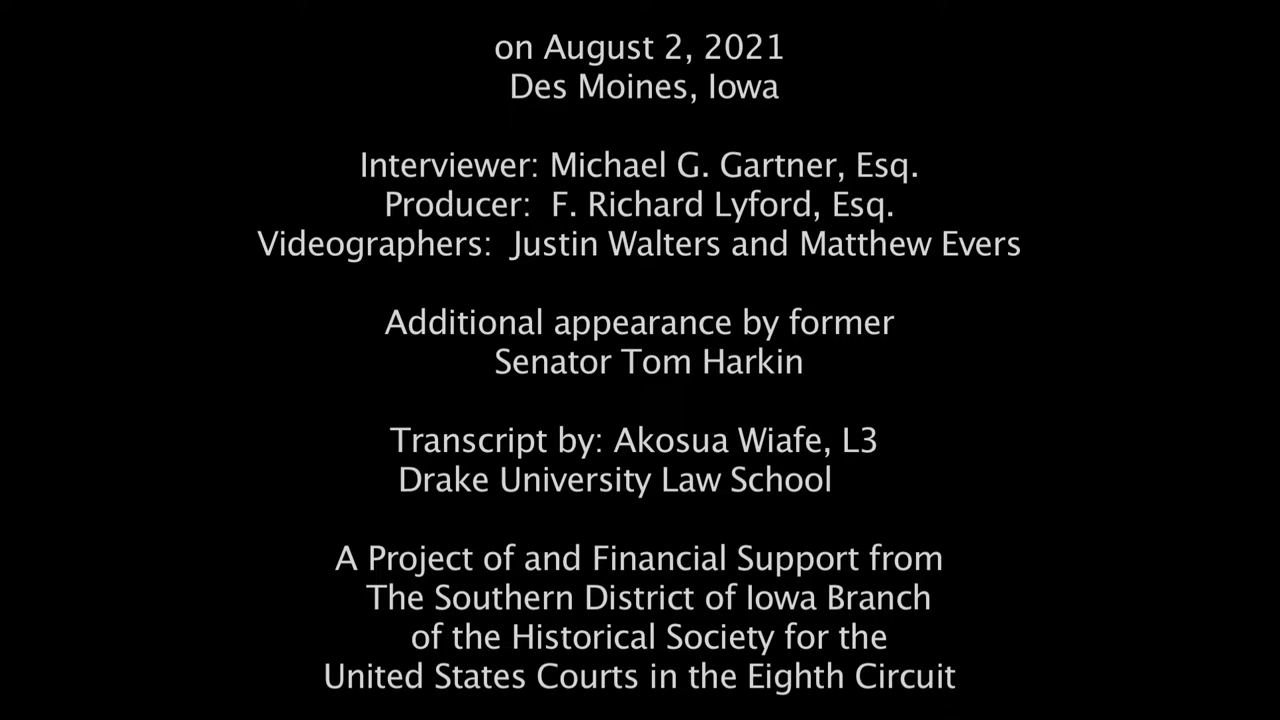 on August 2, 2021
Des Moines, Iowa
Interviewer: Michael G. Gartner, Esq.
Producer:  F. Richard Lyford, Esq.
Videographers:  Justin Walters and Matthew Evers
Additional appearance by former
Senator Tom Harkin
Transcript by: Akosua Wiafe, L3
Drake University Law School
A Project of and Financial Support from
The Southern District of Iowa Branch
of the Historical Society for the
United States Courts in the Eighth Circuit